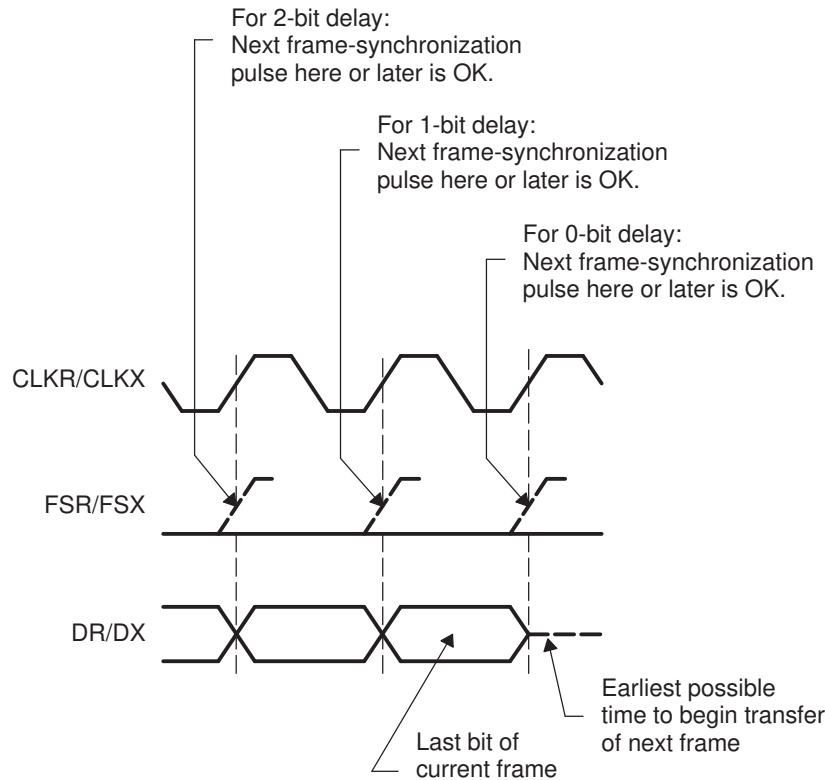 For 2-bit delay:
Next frame-synchronization
pulse here or later is OK.
For 1-bit delay:
Next frame-synchronization
pulse here or later is OK.
For 0-bit delay:
Next frame-synchronization
pulse here or later is OK.
CLKR/CLKX
FSR/FSX
DR/DX
Earliest possible
time to begin transfer
of next frame
Last bit of
current frame